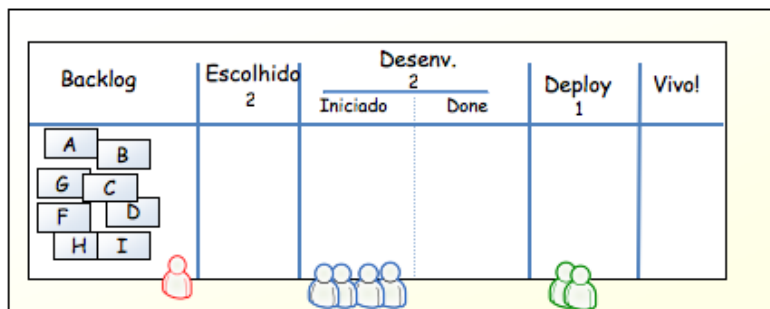 Backlog
Escolhido
2
Desenv.
2
Iniciado Done
Deploy
1
Vivo!
A
B
G
C
F
D
H
I